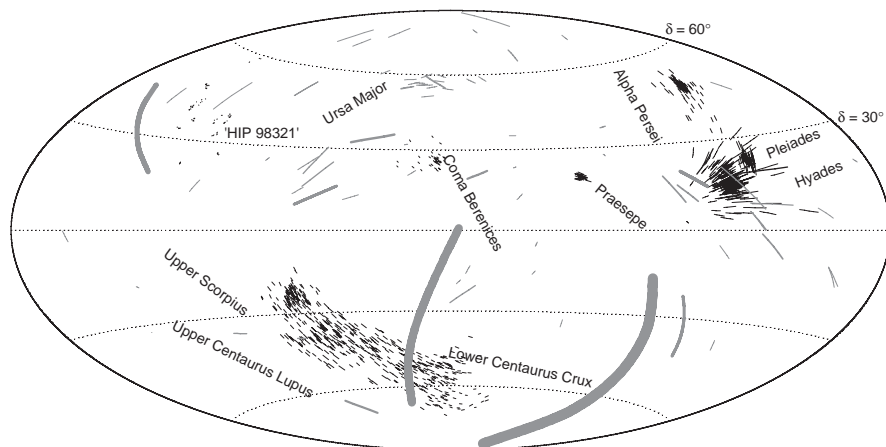 δ = 60°
Alpha Persei
Ursa Major
δ = 30°
'HIP 98321'
Pleiades
Hyades
Coma Berenices
Praesepe
Upper Scorpius
Upper Centaurus Lupus
Lower Centaurus Crux